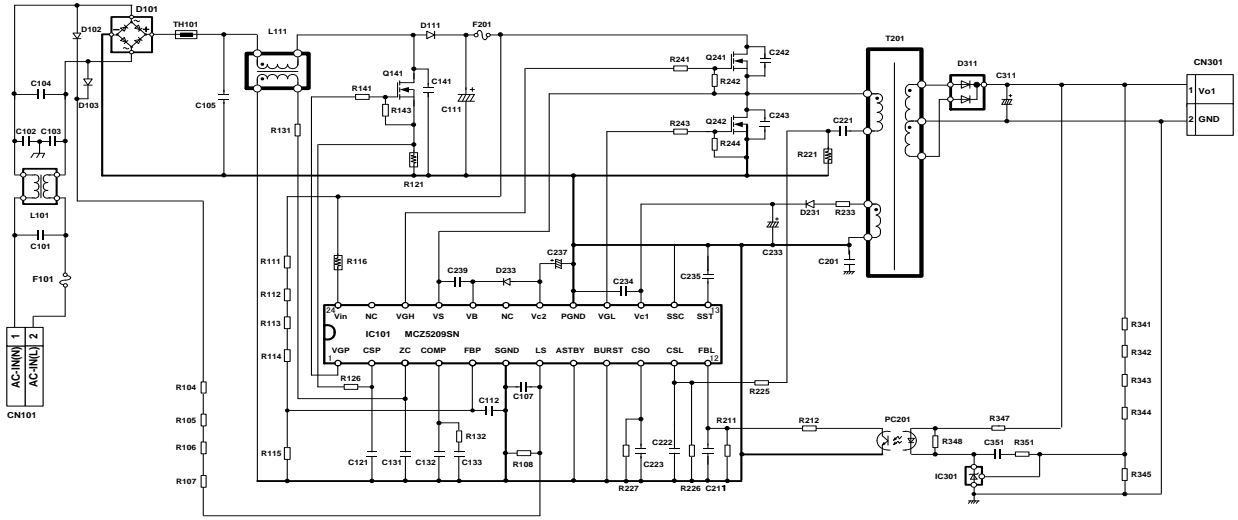 D101
D102
TH101
L111
D111
F201
T201
D311
CN301
C104
D103
C105
R131
R141
Q141
R143
C141
C111
R121
R241
Q241
R242
C242
R243
Q242
R244
C243
C221
R221
C311
1 Vo1
2 GND
C102 C103
L101
C101
F101
R111
R112
R113
R114
R116
C239
D233
C237
C234
C235
C233
D231
R233
C201
24 Vin NC VGH VS VB NC Vc2 PGND VGL Vc1 SSC SST 13
IC101 MCZ5209SN
VGP CSP ZC COMP FBP SGND LS ASTBY BURST CSO CSL FBL
1 12
AC-IN(N) 1
AC-IN(L) 2
CN101
R104
R105
R106
R107
R126
C112
C107
R115
C121
C131
C132
R132
C133
R108
R227
C223
C222
R226
C211
R211
R225
R212
PC201
R347
R348
C351
R351
IC301
R341
R342
R343
R344
R345